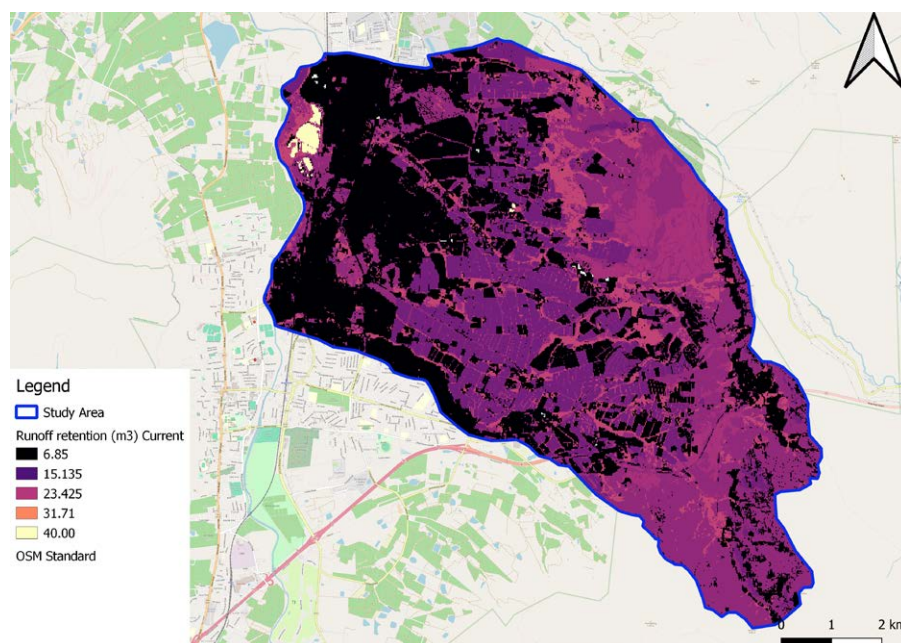 Legend
Study Area
Runoff retention (m3) Current
6.85
15.135
23.425
31.71
40.00
OSM Standard
0 1 2 km